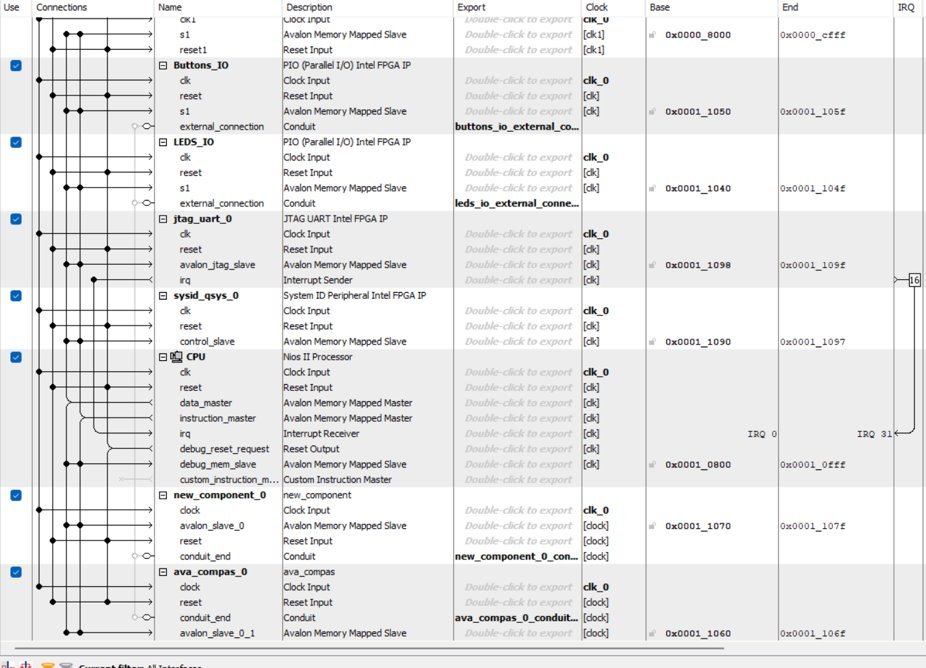 Use Connections Name Description Export Clock Base End IRQ
clk1 Clock Input Double-click to export clk_0
s1 Avalon Memory Mapped Slave Double-click to export [clk1] 0x0000_8000 0x0000_cfff
reset1 Reset Input Double-click to export [clk1]
Buttons_IO PIO (Parallel I/O) Intel FPGA IP
clk Clock Input Double-click to export clk_0
reset Reset Input Double-click to export [clk]
s1 Avalon Memory Mapped Slave Double-click to export [clk] 0x0001_1050 0x0001_105f
external_connection Conduit buttons_io_external_co...
LEDS_IO PIO (Parallel I/O) Intel FPGA IP
clk Clock Input Double-click to export clk_0
reset Reset Input Double-click to export [clk]
s1 Avalon Memory Mapped Slave Double-click to export [clk] 0x0001_1040 0x0001_104f
external_connection Conduit leds_io_external_conne...
jtag_uart_0 JTAG UART Intel FPGA IP
clk Clock Input Double-click to export clk_0
reset Reset Input Double-click to export [clk]
avalon_jtag_slave Avalon Memory Mapped Slave Double-click to export [clk] 0x0001_1098 0x0001_109f
irq Interrupt Sender Double-click to export [clk] 16
sysid_qsys_0 System ID Peripheral Intel FPGA IP
clk Clock Input Double-click to export clk_0
reset Reset Input Double-click to export [clk]
control_slave Avalon Memory Mapped Slave Double-click to export [clk] 0x0001_1090 0x0001_1097
CPU Nios II Processor
clk Clock Input Double-click to export clk_0
reset Reset Input Double-click to export [clk]
data_master Avalon Memory Mapped Master Double-click to export [clk]
instruction_master Avalon Memory Mapped Master Double-click to export [clk]
irq Interrupt Receiver Double-click to export [clk] IRQ 0 IRQ 31
debug_reset_request Reset Output Double-click to export [clk]
debug_mem_slave Avalon Memory Mapped Slave Double-click to export [clk] 0x0001_0800 0x0001_0fff
custom_instruction_m... Custom Instruction Master Double-click to export
new_component_0 new_component
clock Clock Input Double-click to export clk_0
avalon_slave_0 Avalon Memory Mapped Slave Double-click to export [clock] 0x0001_1070 0x0001_107f
reset Reset Input Double-click to export [clock]
conduit_end Conduit new_component_0_con... [clock]
ava_compas_0 ava_compas
clock Clock Input Double-click to export clk_0
reset Reset Input Double-click to export [clock]
conduit_end Conduit ava_compas_0_conduit... [clock]
avalon_slave_0_1 Avalon Memory Mapped Slave Double-click to export [clock] 0x0001_1060 0x0001_106f
Current filter: All Interfaces